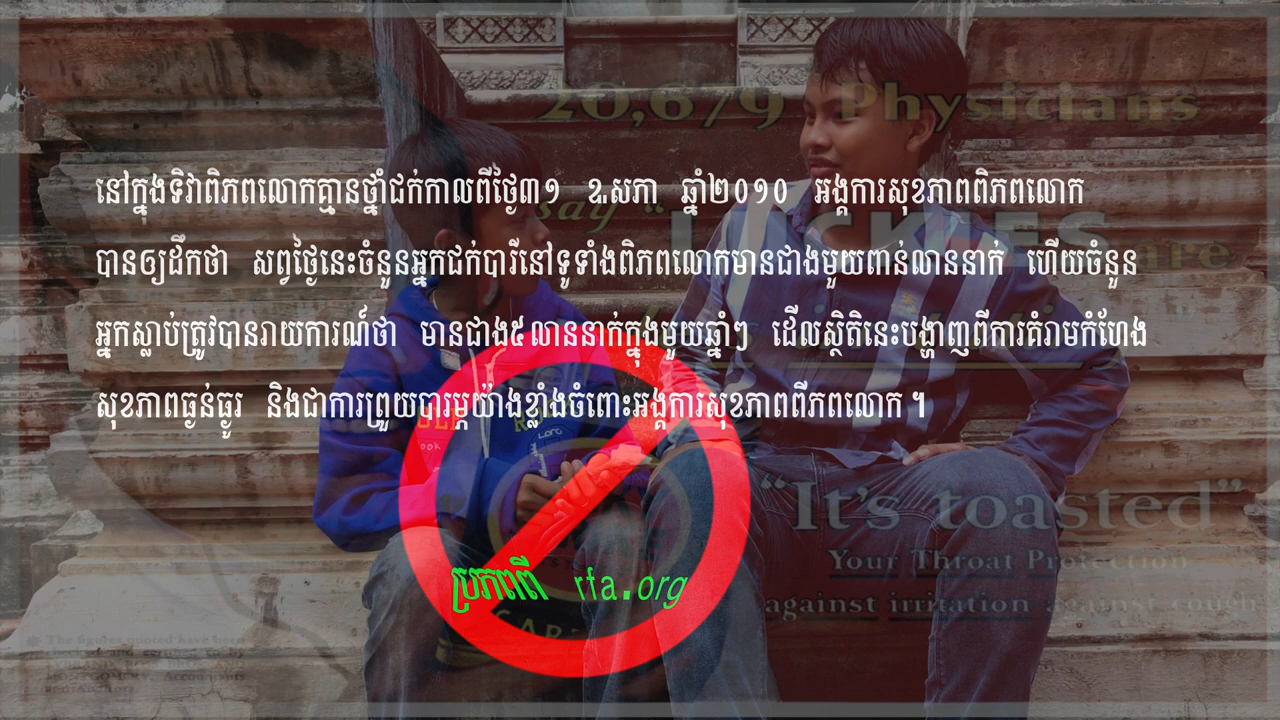 20,679 Physicians
នៅក្នុងទិវាពិភពលោកគ្មានថ្នាំជក់កាលពីថ្ងៃ៣១ ឧ.សភា ឆ្នាំ២០១០ អង្គការសុខភាពពិភពលោក
say "LUCKIES are
បានឲ្យដឹកថា សព្វថ្ងៃនេះចំនួនអ្នកជក់បារីនៅទូទាំងពិភពលោកមានជាងមួយពាន់លាននាក់ ហើយចំនួន
អ្នកស្លាប់ត្រូវបានរាយការណ៍ថា មានជាង៥លាននាក់ក្នុងមួយឆ្នាំៗ ដើលស្ថិតិនេះបង្ហាញពីការគំរាមកំហែង
សុខភាពធ្ងន់ធ្ងូរ និងជាការព្រួយបារម្ភយ៉ាងខ្លាំងចំពោះអង្គការសុខភាពពីភពលោក។
"It's toasted"
Your Throat Protection
ប្រភពពី rfa.org
against irritation against cough
The figures quoted have been